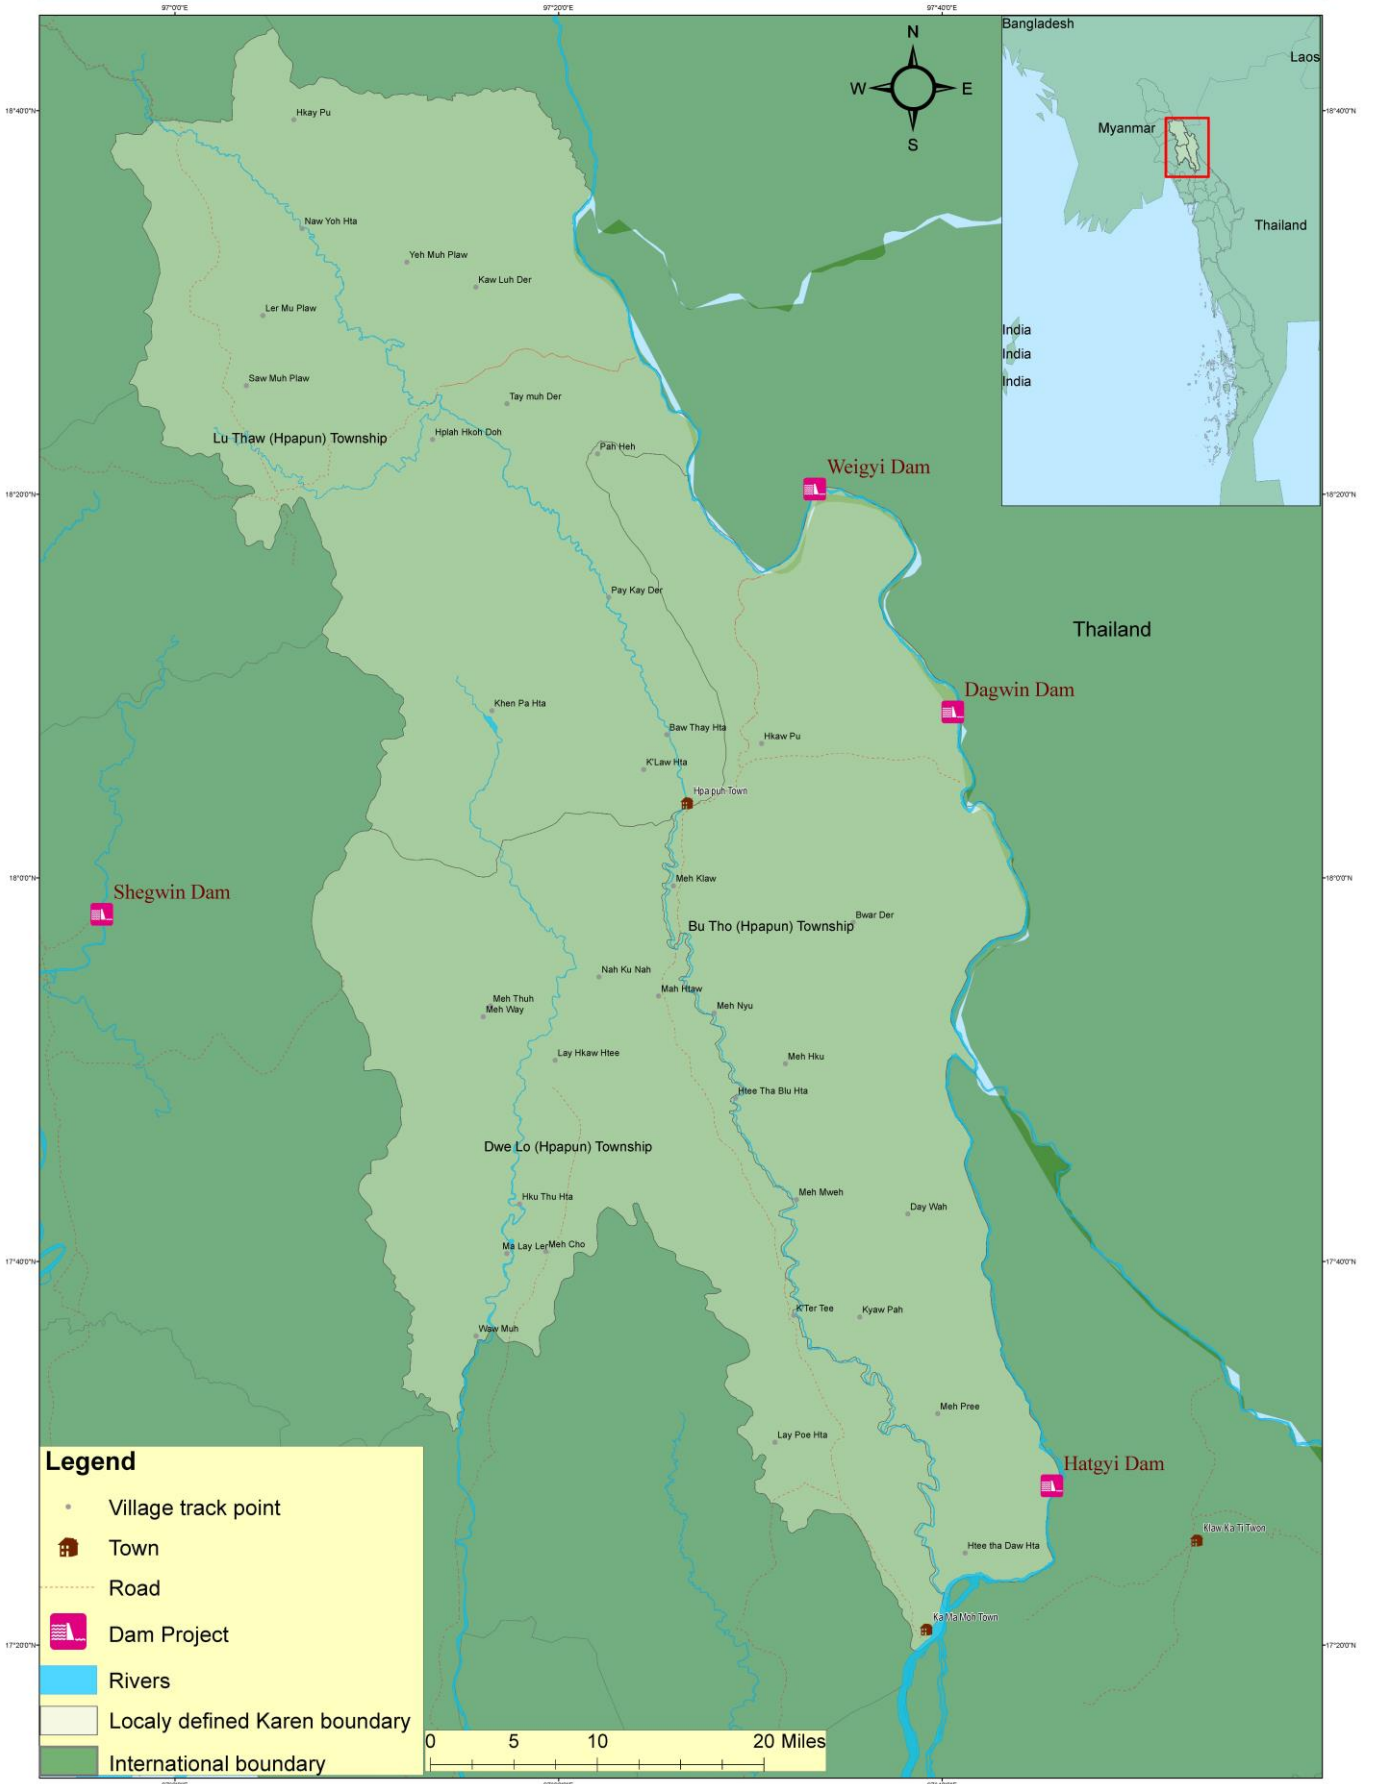 97°0'0"E
97°20'0"E
97°40'0"E
Bangladesh
Laos
Myanmar
Thailand
India
India
India
N
W
E
S
18°40'0"N
18°40'0"N
Hkay Pu
Naw Yoh Hta
Yeh Muh Plaw
Kaw Luh Der
Ler Mu Plaw
Saw Muh Plaw
Tay muh Der
Lu Thaw (Hpapun) Township
Hplah Hkoh Doh
Pah Heh
Weigyi Dam
18°20'0"N
18°20'0"N
Pay Kay Der
Thailand
Dagwin Dam
Khen Pa Hta
Baw Thay Hta
Hkaw Pu
K'Law Hta
Hpa puh Town
18°0'0"N
18°0'0"N
Meh Klaw
Shegwin Dam
Bwar Der
Bu Tho (Hpapun) Township
Nah Ku Nah
Mah Htaw
Meh Thuh
Meh Way
Meh Nyu
Lay Hkaw Htee
Meh Hku
Htee Tha Blu Hta
Dwe Lo (Hpapun) Township
Hku Thu Hta
Meh Mweh
Day Wah
Ma Lay Ler
Meh Cho
17°40'0"N
17°40'0"N
K'Ter Tee
Kyaw Pah
Waw Muh
Meh Pree
Lay Poe Hta
Hatgyi Dam
Klaw Ka Ti Twon
Htee tha Daw Hta
Ka Ma Moh Town
17°20'0"N
17°20'0"N
Legend
Village track point
Town
Road
Dam Project
Rivers
Localy defined Karen boundary
International boundary
0 5 10 20 Miles